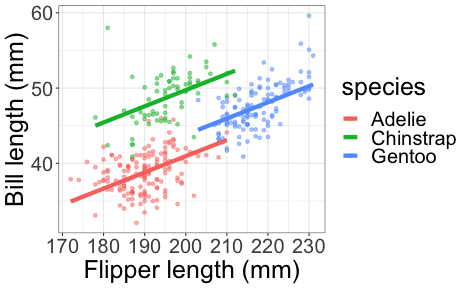 60
50
40
Bill length (mm)
170 180 190 200 210 220 230
Flipper length (mm)
species
Adelie
Chinstrap
Gentoo